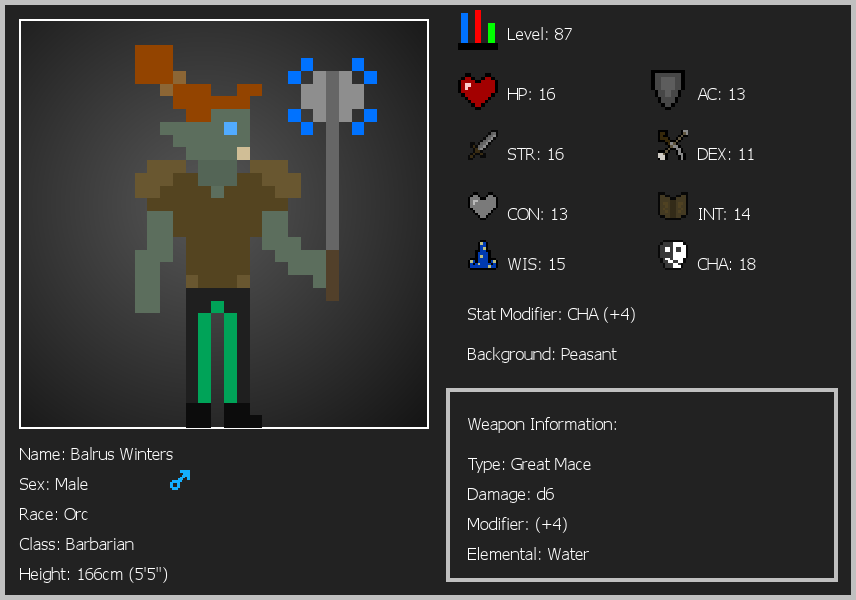 Level: 87
HP: 16
AC: 13
STR: 16
DEX: 11
CON: 13
INT: 14
WIS: 15
CHA: 18
Stat Modifier: CHA (+4)
Background: Peasant
Weapon Information:
Type: Great Mace
Damage: d6
Modifier: (+4)
Elemental: Water
Name: Balrus Winters
Sex: Male
Race: Orc
Class: Barbarian
Height: 166cm (5'5")